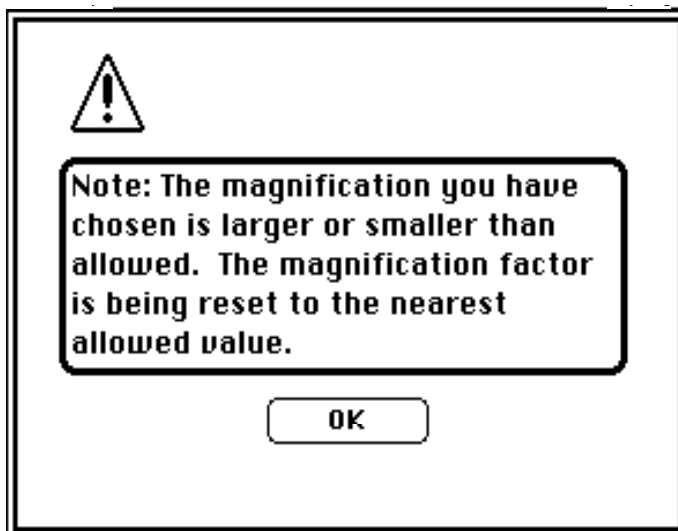 Note: The magnification you have
chosen is larger or smaller than
allowed.  The magnification factor
is being reset to the nearest
allowed value.
OK